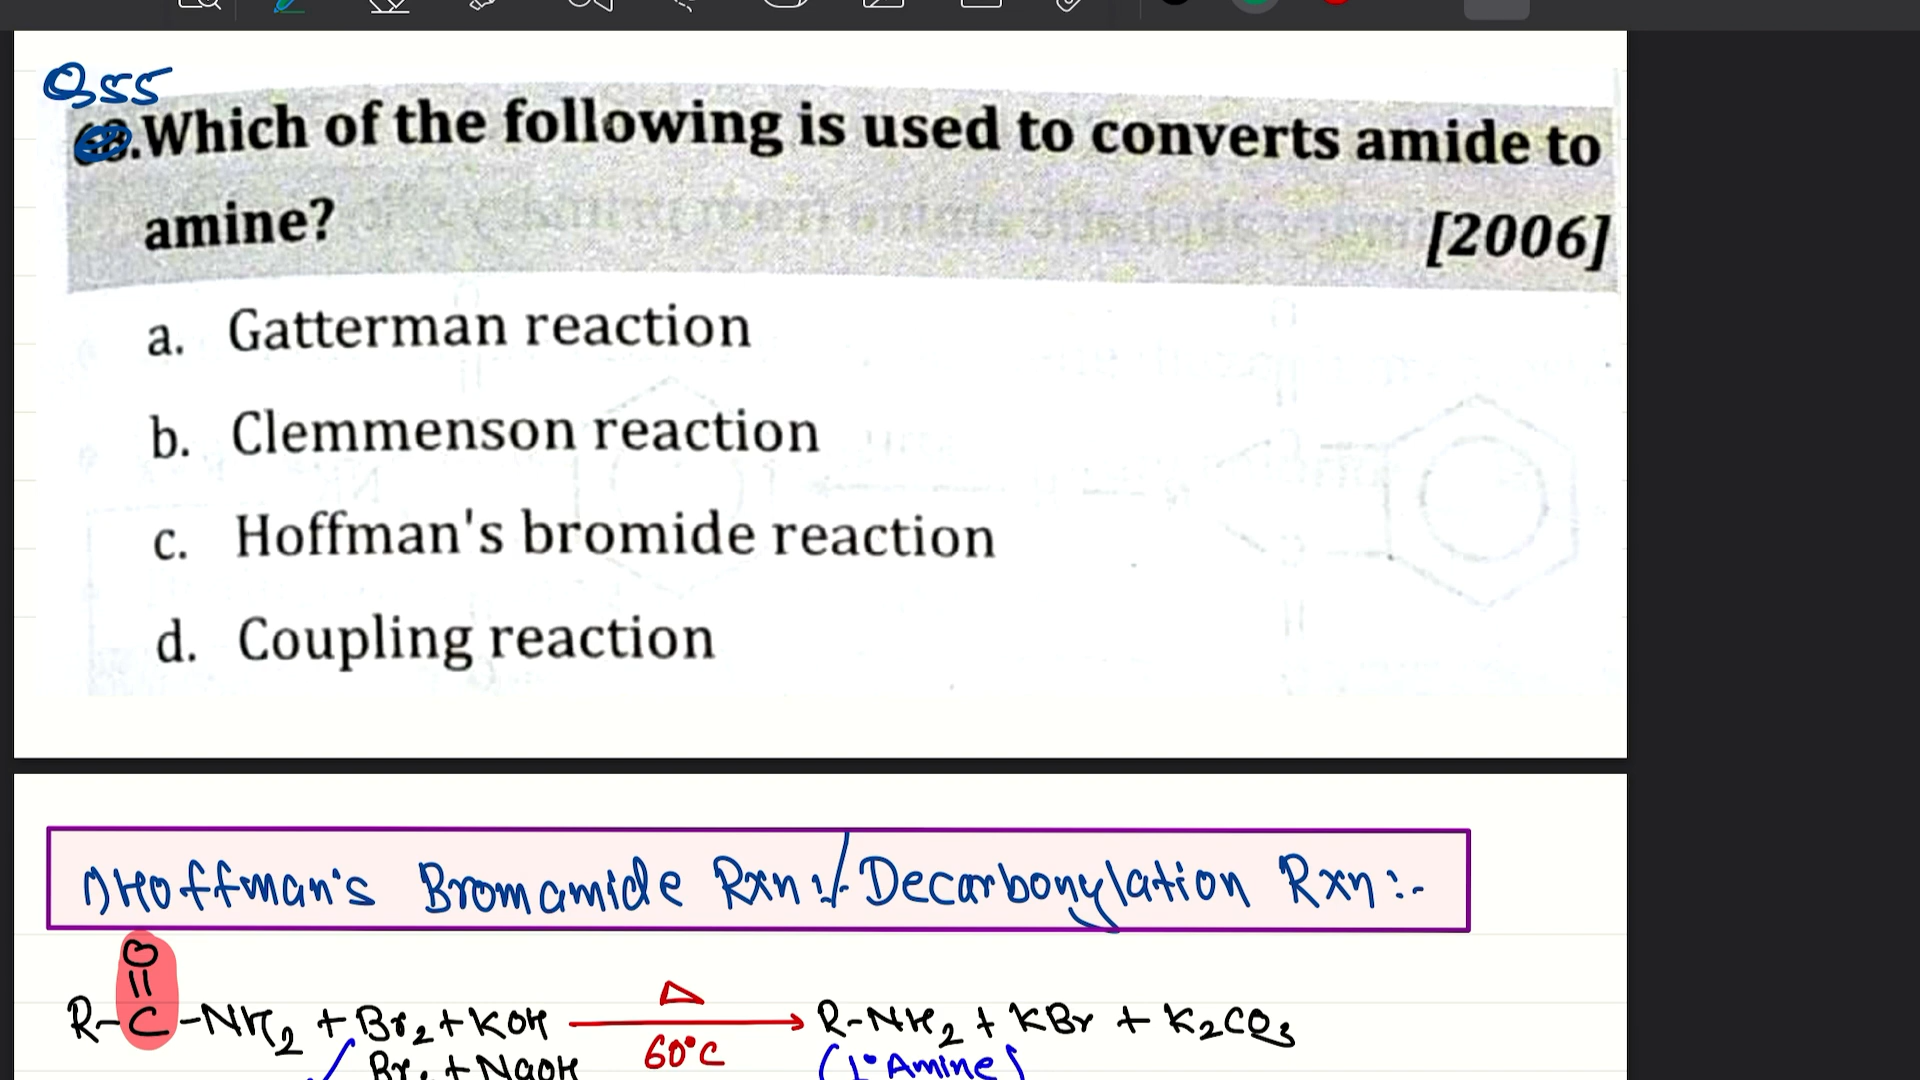 Q55
.Which of the following is used to converts amide to
amine? [2006]
a. Gatterman reaction
b. Clemmenson reaction
c. Hoffman's bromide reaction
d. Coupling reaction
1) Hoffman's Bromamide Rxn:-/Decarbonylation Rxn:-
O
||
R-C-NH2 + Br2 + KOH → R-NH2 + KBr + K2CO3
Δ
60°C
Br2 + NaOH (1° Amine)